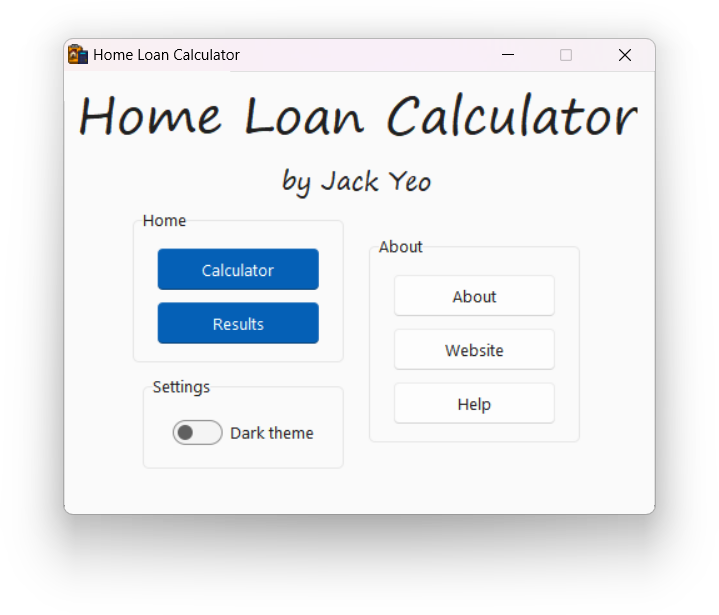 Home Loan Calculator
Home Loan Calculator
by Jack Yeo
Home
Calculator
Results
Settings
Dark theme
About
About
Website
Help